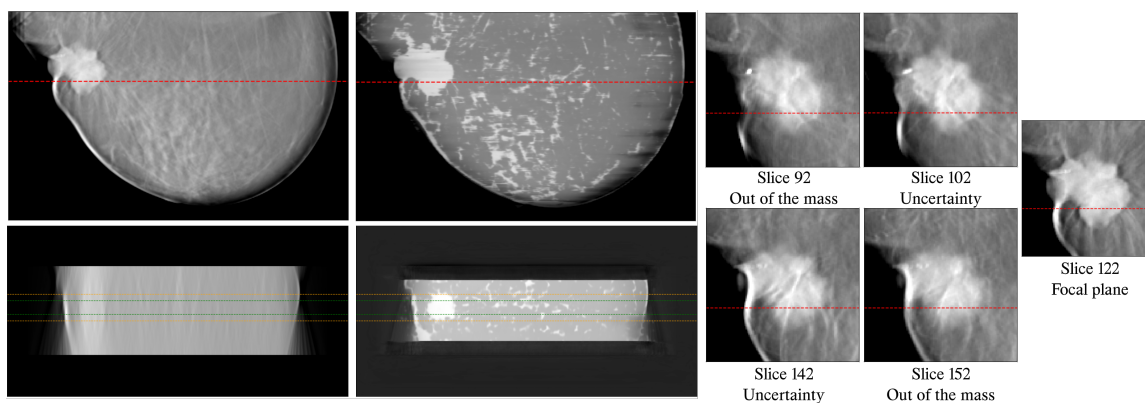 Slice 92
Out of the mass
Slice 102
Uncertainty
Slice 122
Focal plane
Slice 142
Uncertainty
Slice 152
Out of the mass